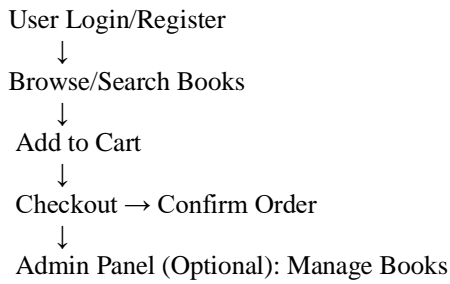 User Login/Register
↓
Browse/Search Books
↓
Add to Cart
↓
Checkout → Confirm Order
↓
Admin Panel (Optional): Manage Books